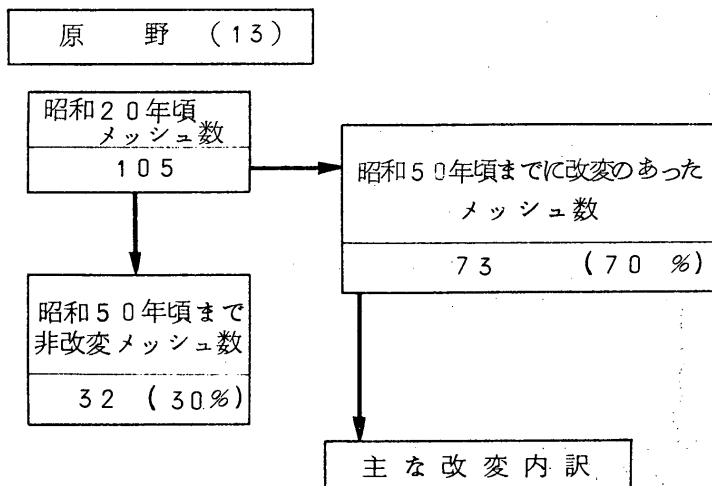 原 野 (13)
昭和20年頃
メッシュ数
105
昭和50年頃までに改変のあった
メッシュ数
73 (70 %)
昭和50年頃まで
非改変メッシュ数
32 (30%)
主な改変内訳